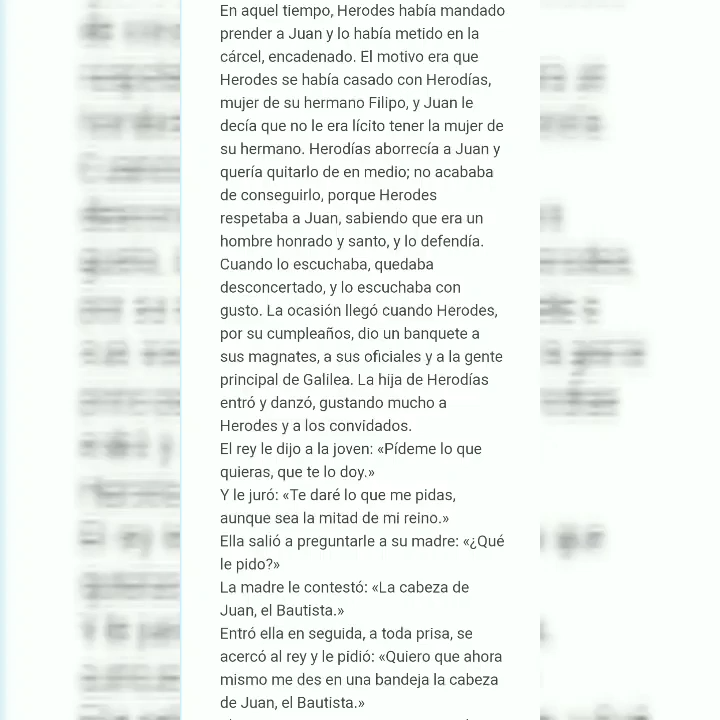 En aquel tiempo, Herodes había mandado
prender a Juan y lo había metido en la
cárcel, encadenado. El motivo era que
Herodes se había casado con Herodías,
mujer de su hermano Filipo, y Juan le
decía que no le era lícito tener la mujer de
su hermano. Herodías aborrecía a Juan y
quería quitarlo de en medio; no acababa
de conseguirlo, porque Herodes
respetaba a Juan, sabiendo que era un
hombre honrado y santo, y lo defendía.
Cuando lo escuchaba, quedaba
desconcertado, y lo escuchaba con
gusto. La ocasión llegó cuando Herodes,
por su cumpleaños, dio un banquete a
sus magnates, a sus oficiales y a la gente
principal de Galilea. La hija de Herodías
entró y danzó, gustando mucho a
Herodes y a los convidados.
El rey le dijo a la joven: «Pídeme lo que
quieras, que te lo doy.»
Y le juró: «Te daré lo que me pidas,
aunque sea la mitad de mi reino.»
Ella salió a preguntarle a su madre: «¿Qué
le pido?»
La madre le contestó: «La cabeza de
Juan, el Bautista.»
Entró ella en seguida, a toda prisa, se
acercó al rey y le pidió: «Quiero que ahora
mismo me des en una bandeja la cabeza
de Juan, el Bautista.»